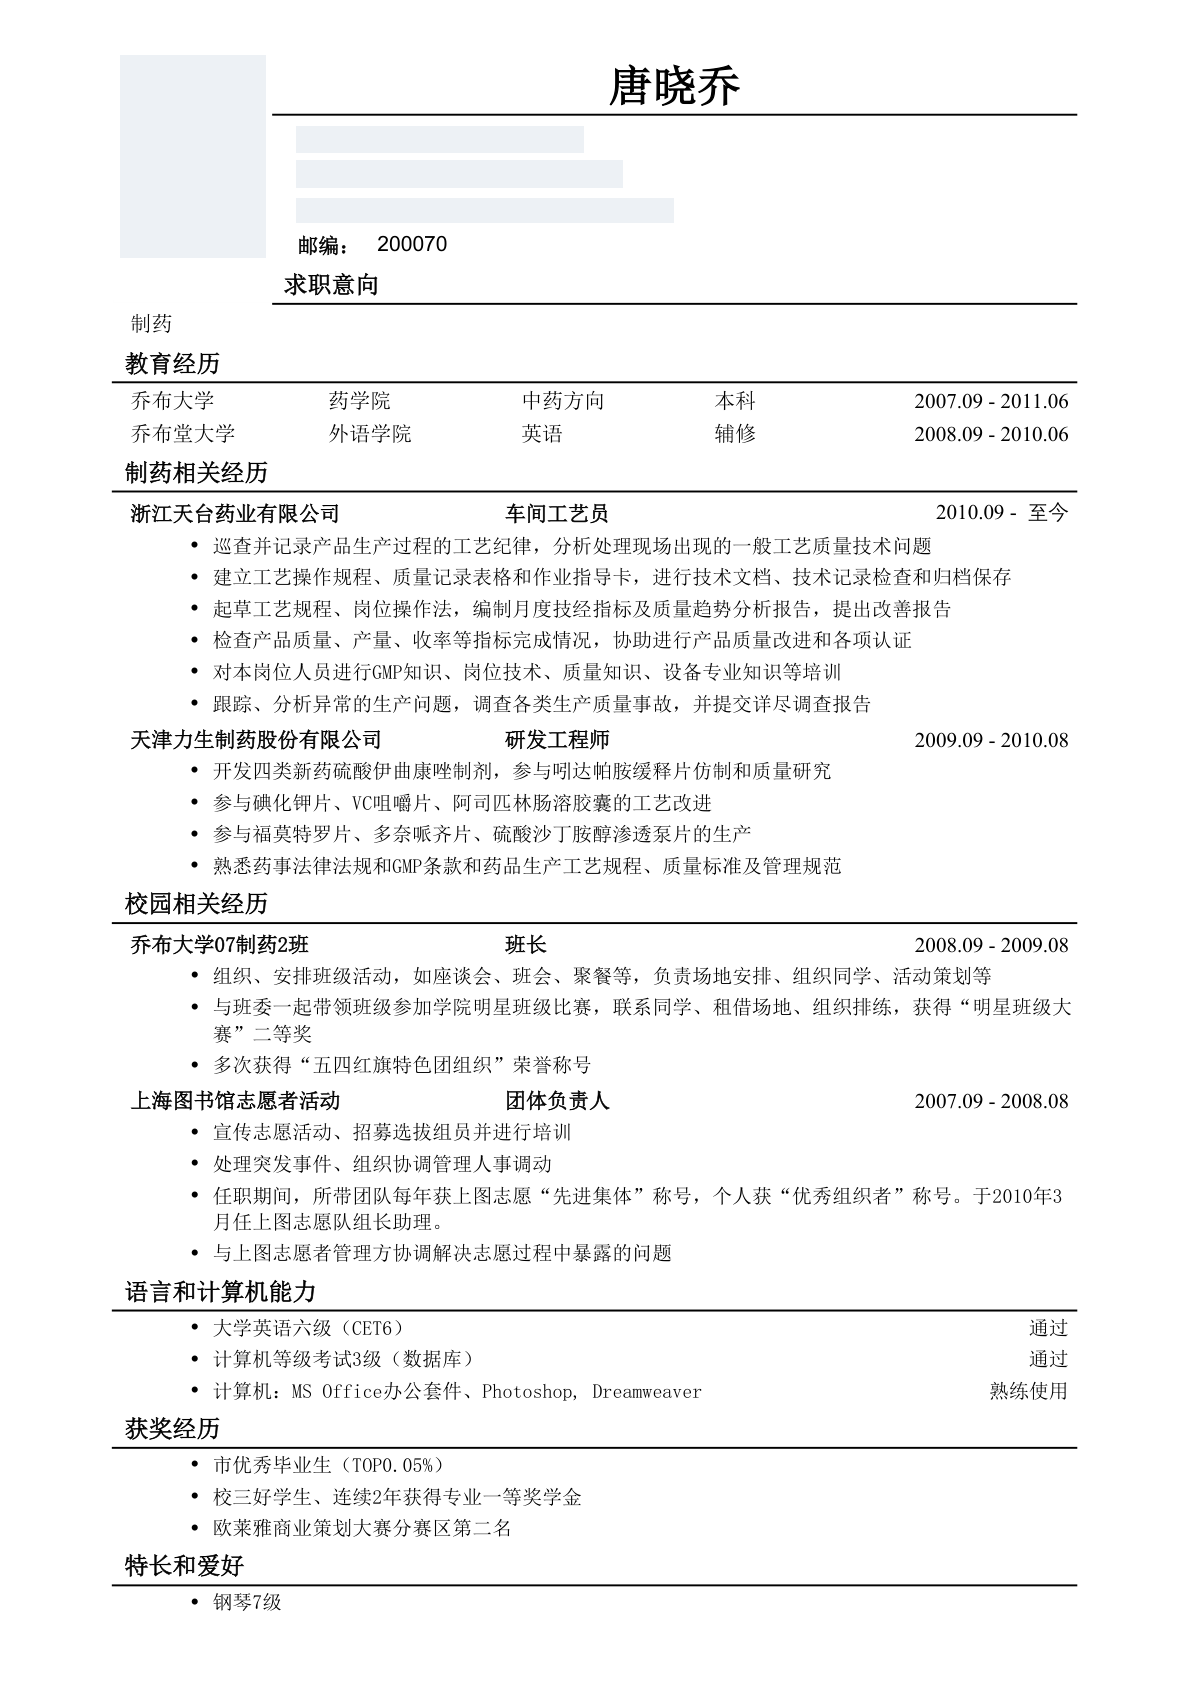 唐晓乔
邮编： 200070
求职意向
制药
教育经历
乔布大学 药学院 中药方向 本科 2007.09 - 2011.06
乔布堂大学 外语学院 英语 辅修 2008.09 - 2010.06
制药相关经历
浙江天台药业有限公司 车间工艺员 2010.09 - 至今
• 巡查并记录产品生产过程的工艺纪律，分析处理现场出现的一般工艺质量技术问题
• 建立工艺操作规程、质量记录表格和作业指导卡，进行技术文档、技术记录检查和归档保存
• 起草工艺规程、岗位操作法，编制月度技经指标及质量趋势分析报告，提出改善报告
• 检查产品质量、产量、收率等指标完成情况，协助进行产品质量改进和各项认证
• 对本岗位人员进行GMP知识、岗位技术、质量知识、设备专业知识等培训
• 跟踪、分析异常的生产问题，调查各类生产质量事故，并提交详尽调查报告
天津力生制药股份有限公司 研发工程师 2009.09 - 2010.08
• 开发四类新药硫酸伊曲康唑制剂，参与吲达帕胺缓释片仿制和质量研究
• 参与碘化钾片、VC咀嚼片、阿司匹林肠溶胶囊的工艺改进
• 参与福莫特罗片、多奈哌齐片、硫酸沙丁胺醇渗透泵片的生产
• 熟悉药事法律法规和GMP条款和药品生产工艺规程、质量标准及管理规范
校园相关经历
乔布大学07制药2班 班长 2008.09 - 2009.08
• 组织、安排班级活动，如座谈会、班会、聚餐等，负责场地安排、组织同学、活动策划等
• 与班委一起带领班级参加学院明星班级比赛，联系同学、租借场地、组织排练，获得“明星班级大
赛”二等奖
• 多次获得“五四红旗特色团组织”荣誉称号
上海图书馆志愿者活动 团体负责人 2007.09 - 2008.08
• 宣传志愿活动、招募选拔组员并进行培训
• 处理突发事件、组织协调管理人事调动
• 任职期间，所带团队每年获上图志愿“先进集体”称号，个人获“优秀组织者”称号。于2010年3
月任上图志愿队组长助理。
• 与上图志愿者管理方协调解决志愿过程中暴露的问题
语言和计算机能力
• 大学英语六级（CET6） 通过
• 计算机等级考试3级（数据库） 通过
• 计算机：MS Office办公套件、Photoshop, Dreamweaver 熟练使用
获奖经历
• 市优秀毕业生（TOP0.05%）
• 校三好学生、连续2年获得专业一等奖学金
• 欧莱雅商业策划大赛分赛区第二名
特长和爱好
• 钢琴7级